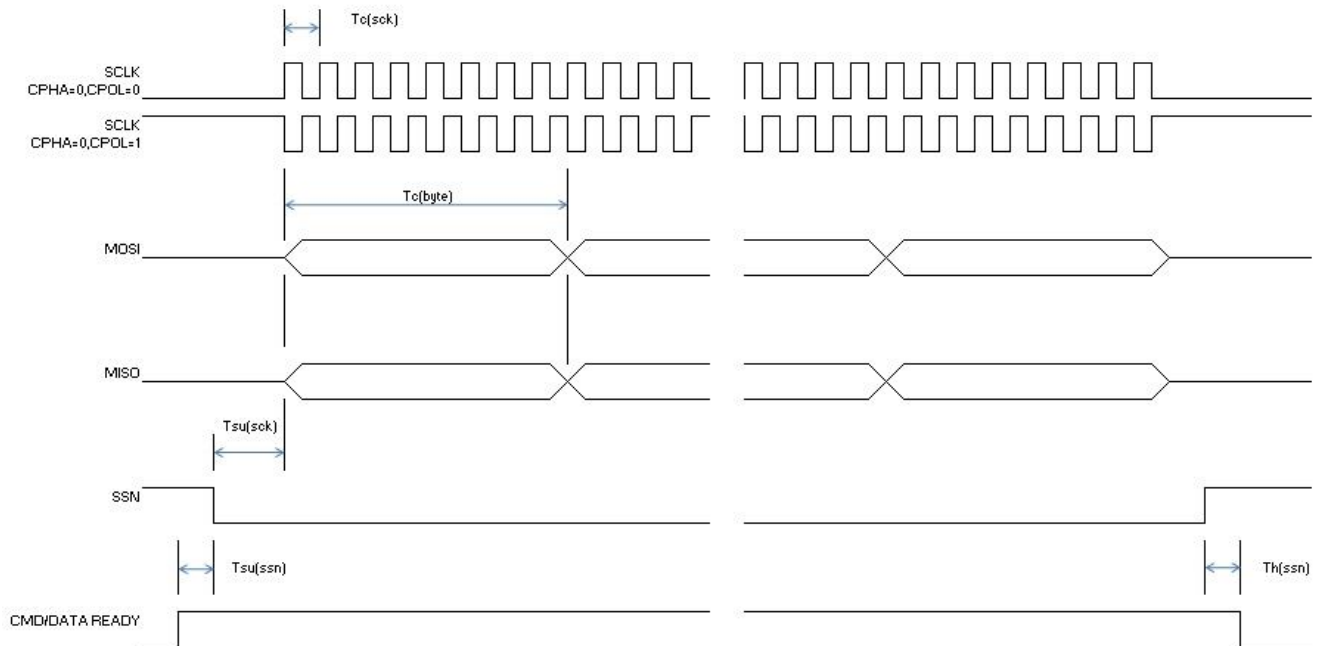 Tc(sck)
SCLK
CPHA=0,CPOL=0
SCLK
CPHA=0,CPOL=1
Tc(byte)
MOSI
MISO
Tsu(sck)
SSN
Tsu(ssn)
Th(ssn)
CMD/DATA READY